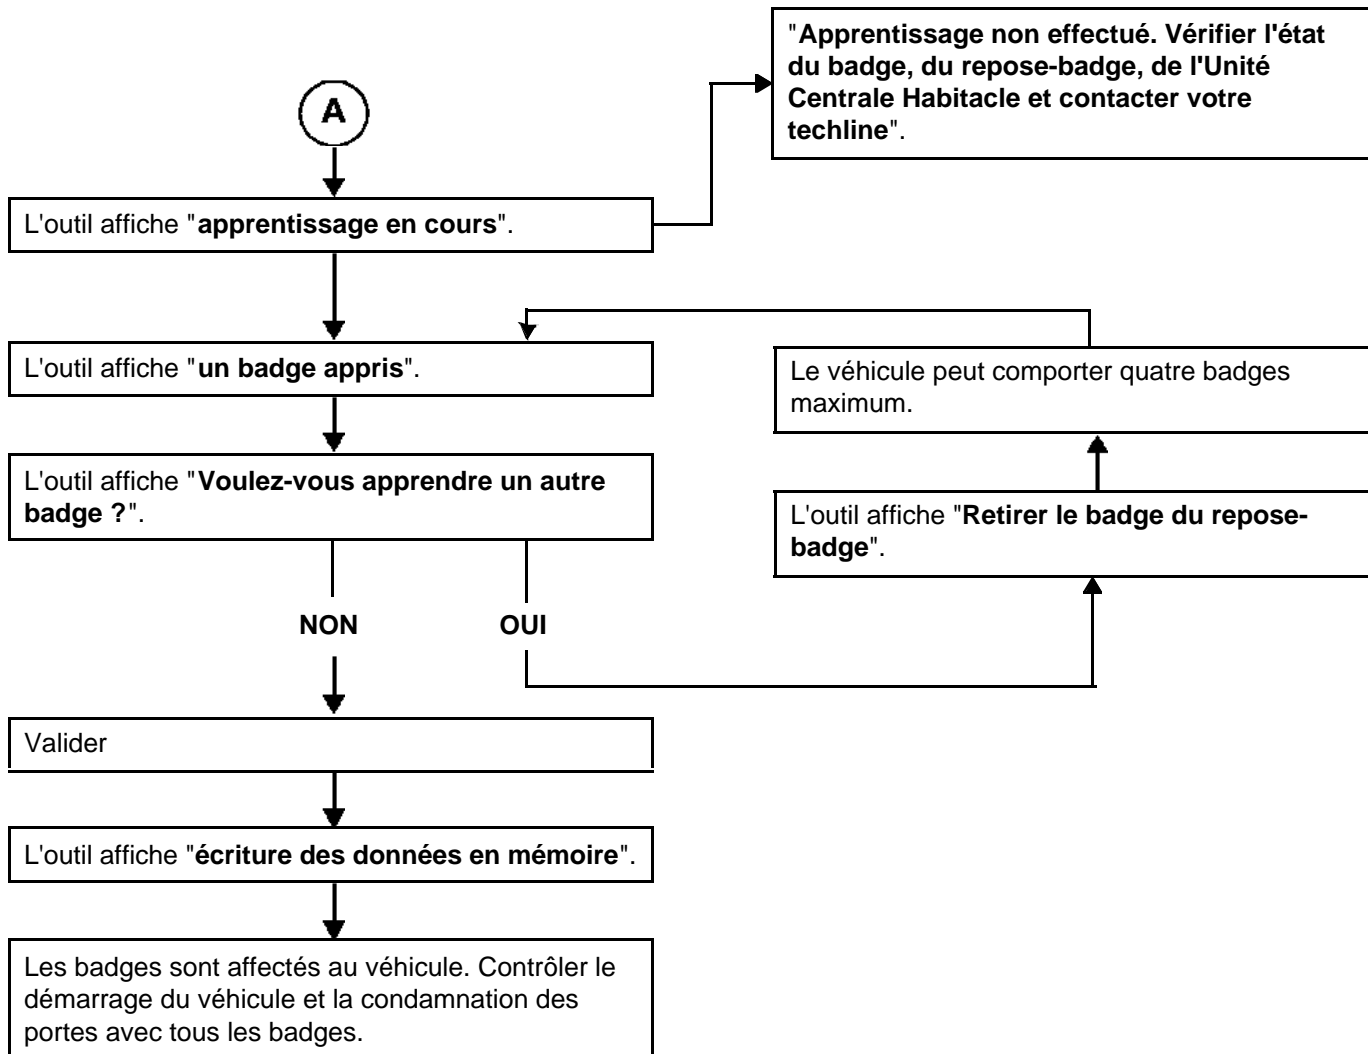 "Apprentissage non effectué. Vérifier l'état
du badge, du repose-badge, de l'Unité
Centrale Habitacle et contacter votre
techline".
A
L'outil affiche "apprentissage en cours".
L'outil affiche "un badge appris".
Le véhicule peut comporter quatre badges
maximum.
L'outil affiche "Voulez-vous apprendre un autre
badge ?".
L'outil affiche "Retirer le badge du repose-
badge".
NON
OUI
Valider
L'outil affiche "écriture des données en mémoire".
Les badges sont affectés au véhicule. Contrôler le
démarrage du véhicule et la condamnation des
portes avec tous les badges.